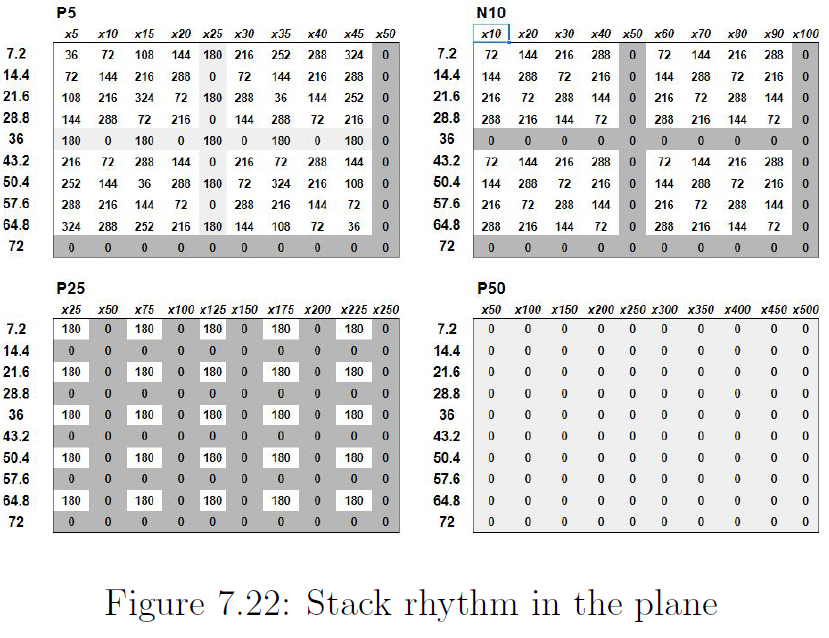 P5
x5 x10 x15 x20 x25 x30 x35 x40 x45 x50
7.2 36 72 108 144 180 216 252 288 324 0
14.4 72 144 216 288 0 72 144 216 288 0
21.6 108 216 324 72 180 288 36 144 252 0
28.8 144 288 72 216 0 144 288 72 216 0
36 180 0 180 0 180 0 180 0 180 0
43.2 216 72 288 144 0 216 72 288 144 0
50.4 252 144 36 288 180 72 324 216 108 0
57.6 288 216 144 72 0 288 216 144 72 0
64.8 324 288 252 216 180 144 108 72 36 0
72 0 0 0 0 0 0 0 0 0 0
N10
x10 x20 x30 x40 x50 x60 x70 x80 x90 x100
7.2 72 144 216 288 0 72 144 216 288 0
14.4 144 288 72 216 0 144 288 72 216 0
21.6 216 72 288 144 0 216 72 288 144 0
28.8 288 216 144 72 0 288 216 144 72 0
36 0 0 0 0 0 0 0 0 0 0
43.2 72 144 216 288 0 72 144 216 288 0
50.4 144 288 72 216 0 144 288 72 216 0
57.6 216 72 288 144 0 216 72 288 144 0
64.8 288 216 144 72 0 288 216 144 72 0
72 0 0 0 0 0 0 0 0 0 0
P25
x25 x50 x75 x100 x125 x150 x175 x200 x225 x250
7.2 180 0 180 0 180 0 180 0 180 0
14.4 0 0 0 0 0 0 0 0 0 0
21.6 180 0 180 0 180 0 180 0 180 0
28.8 0 0 0 0 0 0 0 0 0 0
36 180 0 180 0 180 0 180 0 180 0
43.2 0 0 0 0 0 0 0 0 0 0
50.4 180 0 180 0 180 0 180 0 180 0
57.6 0 0 0 0 0 0 0 0 0 0
64.8 180 0 180 0 180 0 180 0 180 0
72 0 0 0 0 0 0 0 0 0 0
P50
x50 x100 x150 x200 x250 x300 x350 x400 x450 x500
7.2 0 0 0 0 0 0 0 0 0 0
14.4 0 0 0 0 0 0 0 0 0 0
21.6 0 0 0 0 0 0 0 0 0 0
28.8 0 0 0 0 0 0 0 0 0 0
36 0 0 0 0 0 0 0 0 0 0
43.2 0 0 0 0 0 0 0 0 0 0
50.4 0 0 0 0 0 0 0 0 0 0
57.6 0 0 0 0 0 0 0 0 0 0
64.8 0 0 0 0 0 0 0 0 0 0
72 0 0 0 0 0 0 0 0 0 0
Figure 7.22: Stack rhythm in the plane